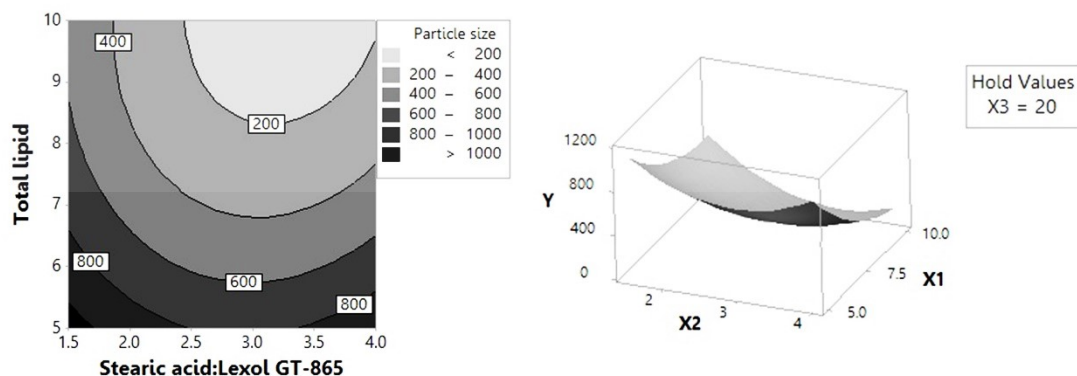 10
9
8
7
6
5
Total lipid
400
200
800
600
800
1.5 2.0 2.5 3.0 3.5 4.0
Stearic acid:Lexol GT-865
Particle size
< 200
200 – 400
400 – 600
600 – 800
800 – 1000
> 1000
1200
800
400
0
Y
2 3 4
X2
5.0
7.5
10.0
X1
Hold Values
X3 = 20